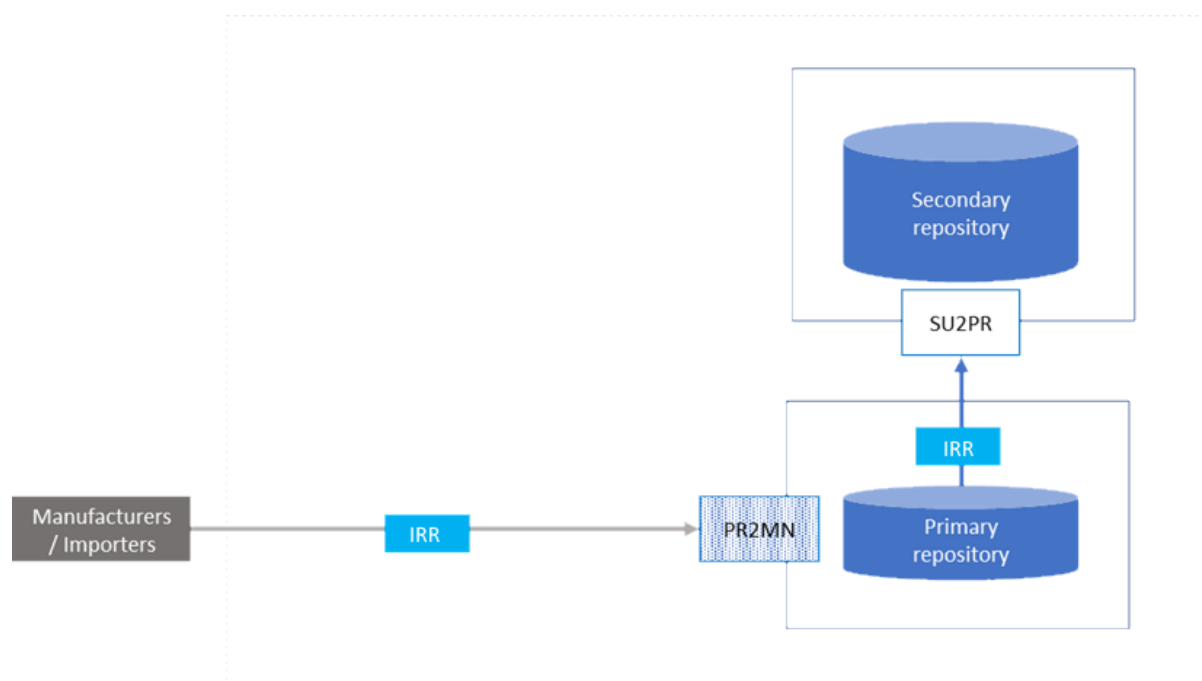 Secondary
repository
SU2PR
IRR
Manufacturers
/ Importers
IRR
PR2MN
Primary
repository